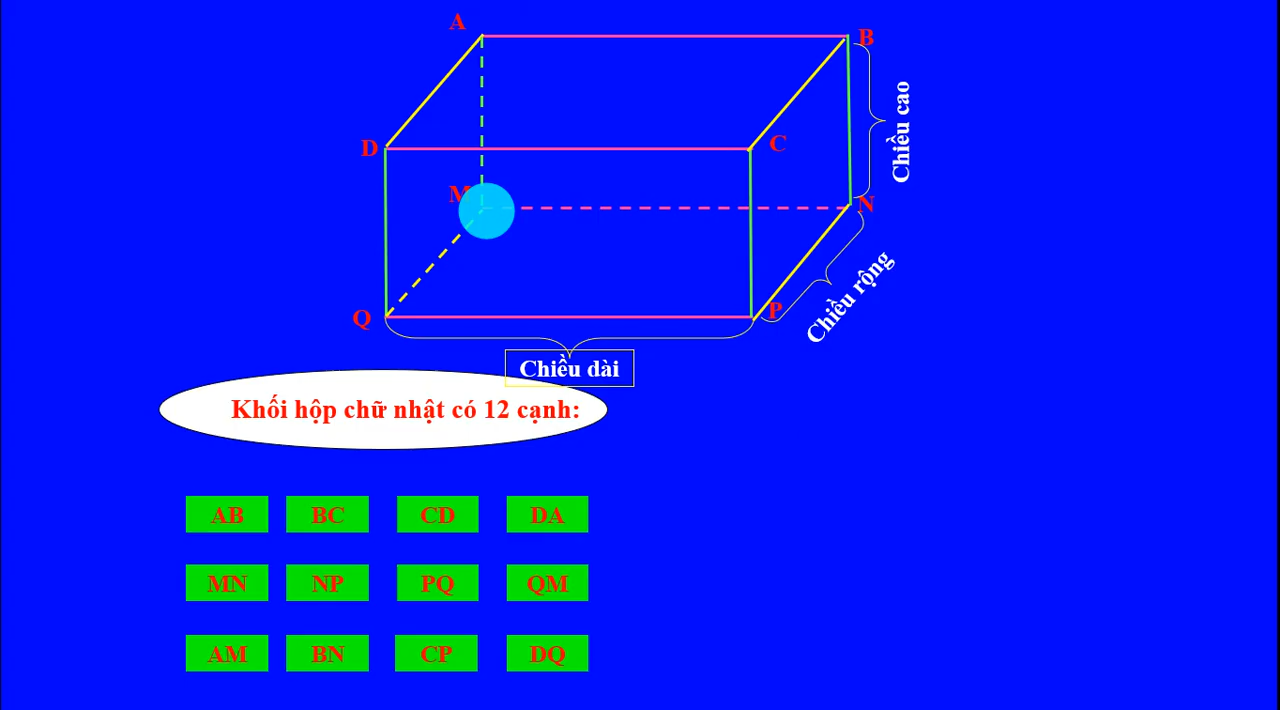 A
B
Chiều cao
D
C
M
N
Chiều rộng
Q
P
Chiều dài
Khối hộp chữ nhật có 12 cạnh:
AB BC CD DA
MN NP PQ QM
AM BN CP DQ